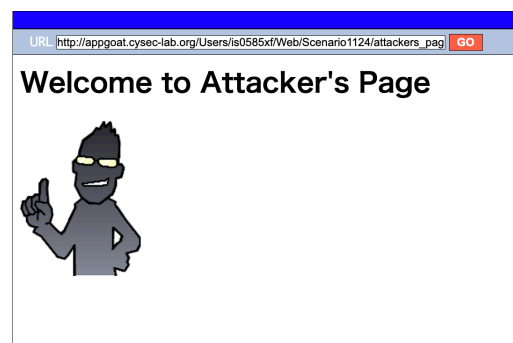 URL http://appgoat.cysec-lab.org/Users/is0585xf/Web/Scenario1124/attackers_pag GO
Welcome to Attacker's Page